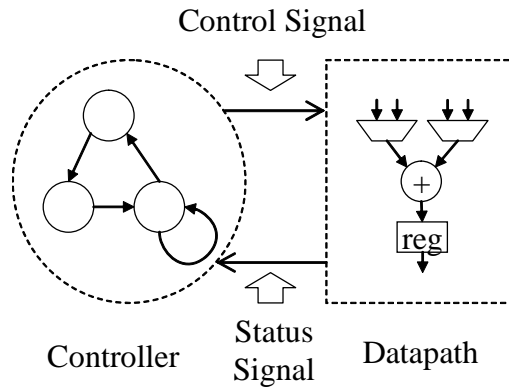 Control Signal
+
reg
Status
Signal
Controller
Datapath